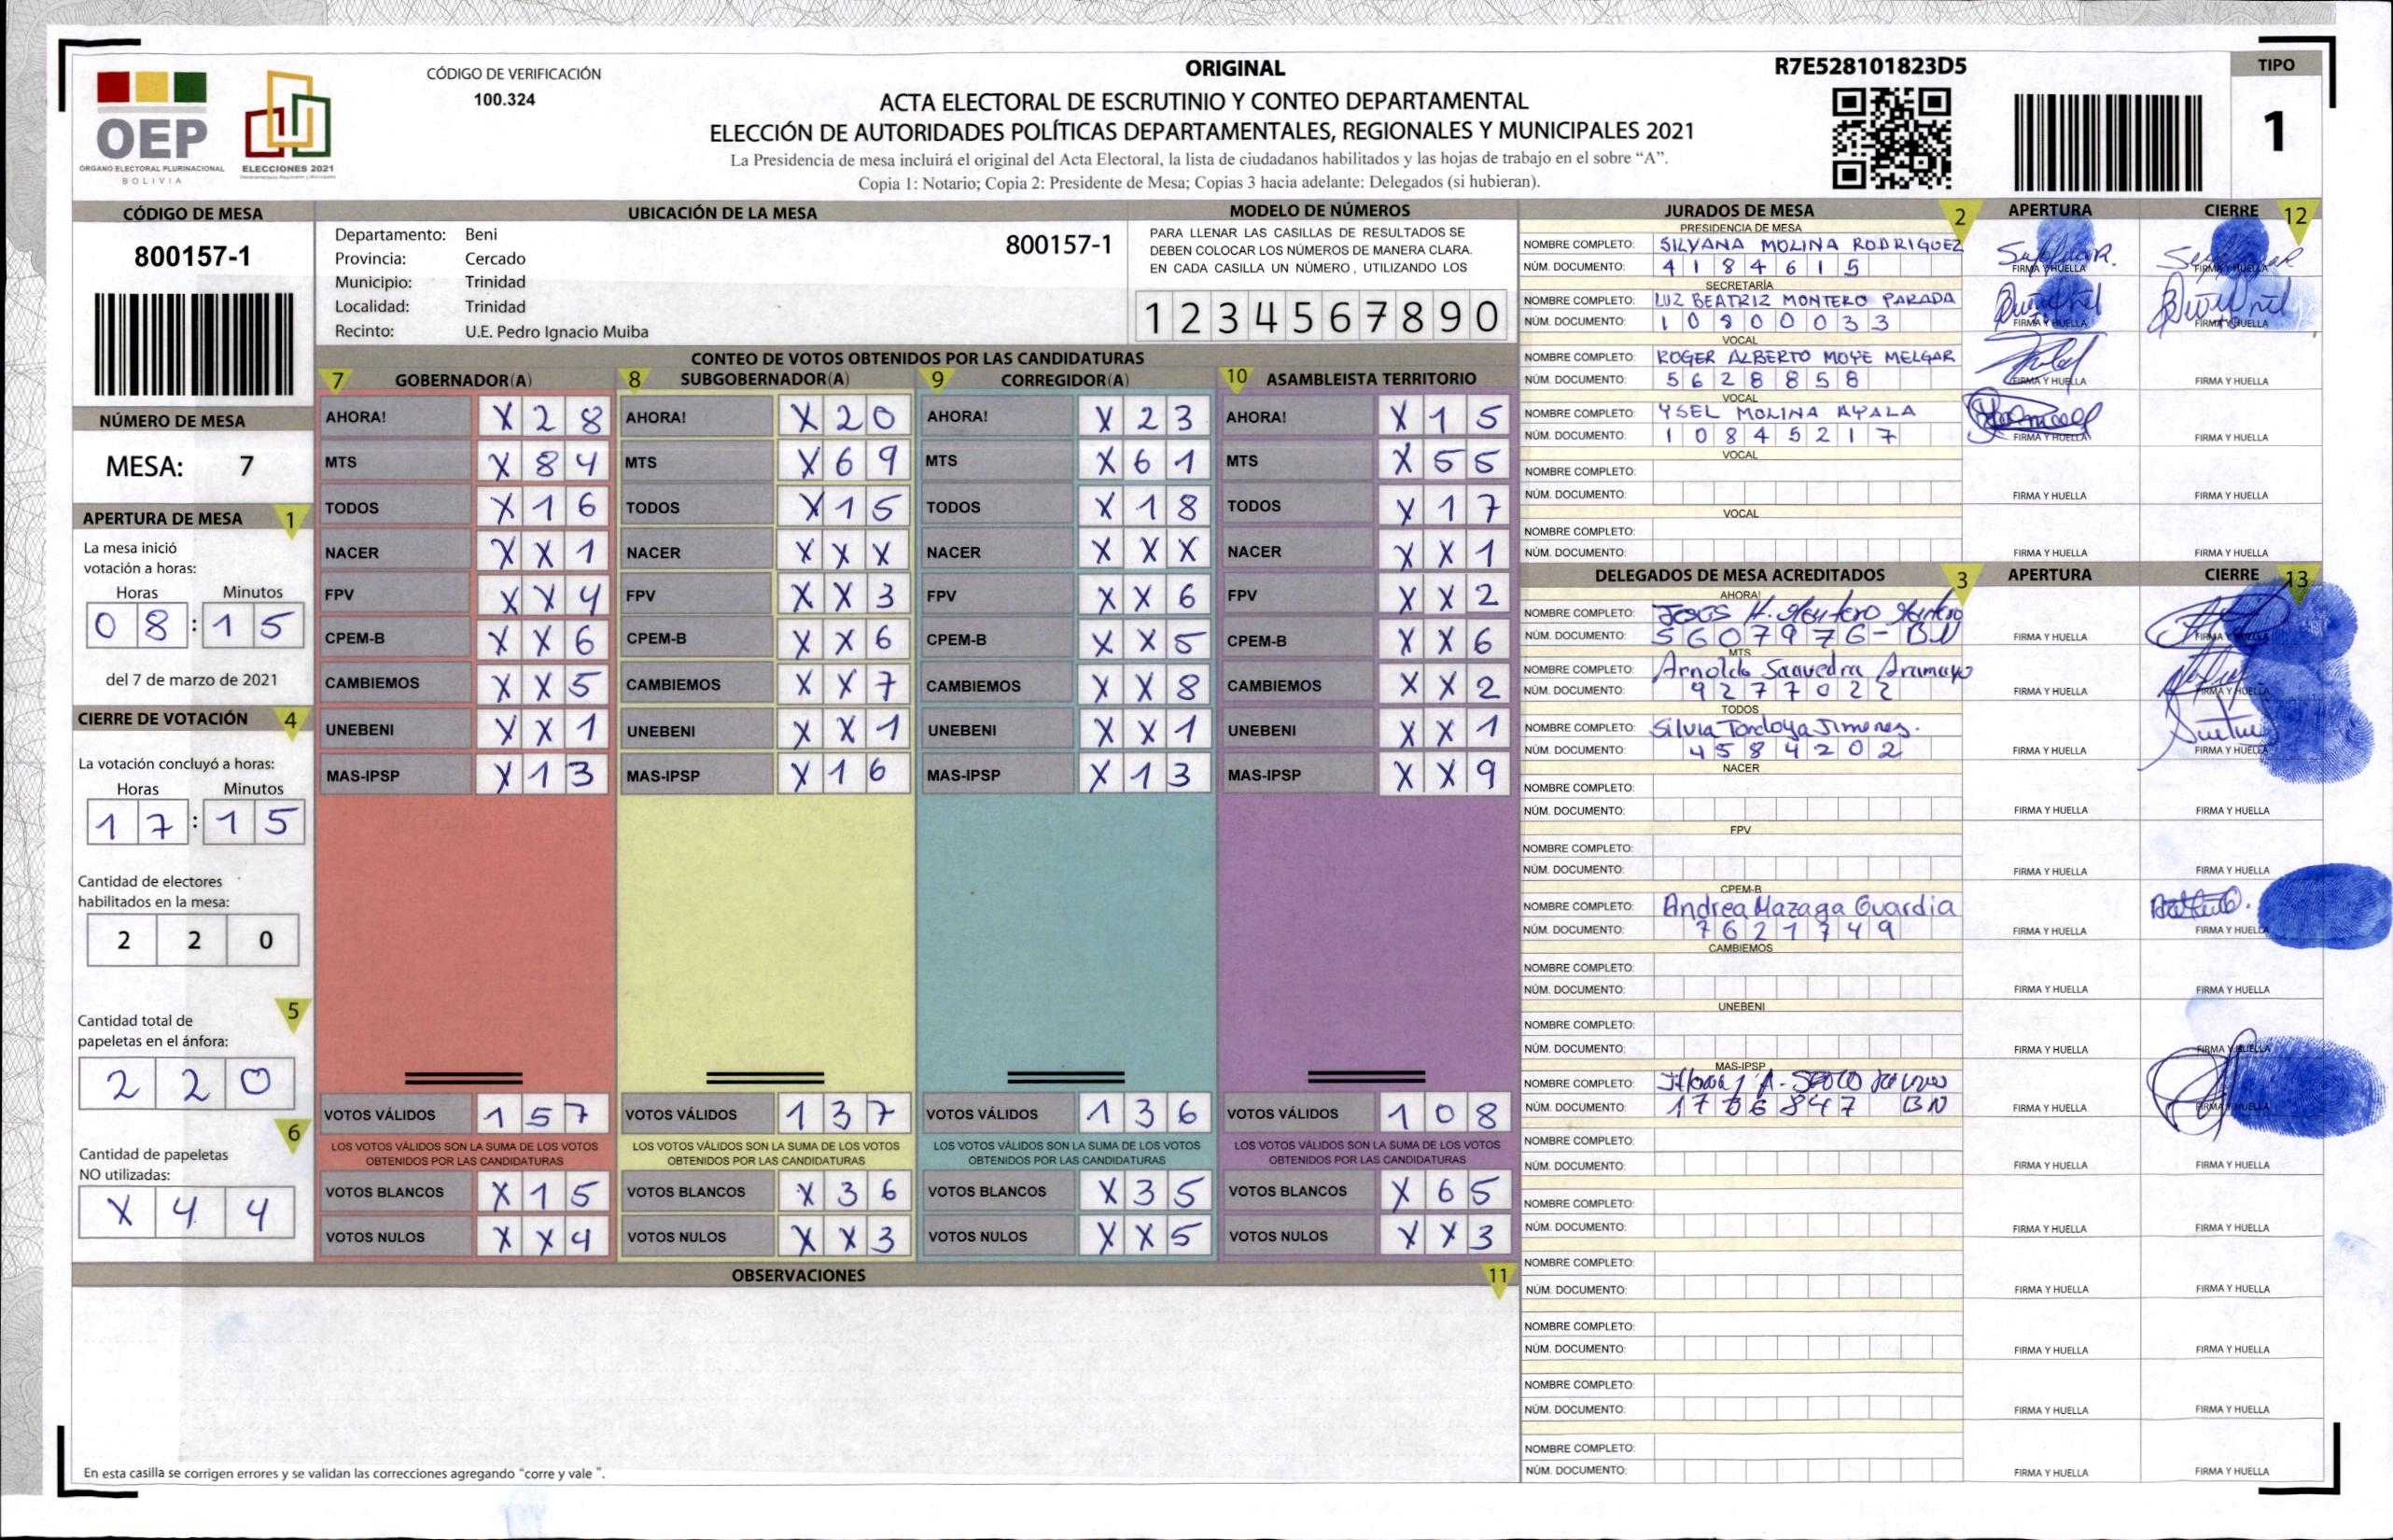 CÓDIGO DE VERIFICACIÓN
100.324
OEP
ÓRGANO ELECTORAL PLURINACIONAL
BOLIVIA
ELECCIONES 2021
ORIGINAL
ACTA ELECTORAL DE ESCRUTINIO Y CONTEO DEPARTAMENTAL
ELECCIÓN DE AUTORIDADES POLÍTICAS DEPARTAMENTALES, REGIONALES Y MUNICIPALES 2021
La Presidencia de mesa incluirá el original del Acta Electoral, la lista de ciudadanos habilitados y las hojas de trabajo en el sobre “A”.
Copia 1: Notario; Copia 2: Presidente de Mesa; Copias 3 hacia adelante: Delegados (si hubieran).
R7E528101823D5
TIPO
1
CÓDIGO DE MESA
800157-1
NÚMERO DE MESA
MESA: 7
APERTURA DE MESA 1
La mesa inició
votación a horas:
Horas Minutos
0 8 : 1 5
del 7 de marzo de 2021
CIERRE DE VOTACIÓN 4
La votación concluyó a horas:
Horas Minutos
1 7 : 1 5
Cantidad de electores
habilitados en la mesa:
2 2 0
5
Cantidad total de
papeletas en el ánfora:
2 2 0
6
Cantidad de papeletas
NO utilizadas:
X 4 4
UBICACIÓN DE LA MESA
Departamento: Beni
Provincia: Cercado
Municipio: Trinidad
Localidad: Trinidad
Recinto: U.E. Pedro Ignacio Muiba
800157-1
MODELO DE NÚMEROS
PARA LLENAR LAS CASILLAS DE RESULTADOS SE
DEBEN COLOCAR LOS NÚMEROS DE MANERA CLARA.
EN CADA CASILLA UN NÚMERO, UTILIZANDO LOS
1 2 3 4 5 6 7 8 9 0
CONTEO DE VOTOS OBTENIDOS POR LAS CANDIDATURAS
7 GOBERNADOR(A) 8 SUBGOBERNADOR(A) 9 CORREGIDOR(A) 10 ASAMBLEISTA TERRITORIO
AHORA! X 2 8 AHORA! X 2 0 AHORA! X 2 3 AHORA! X 1 5
MTS X 8 4 MTS X 6 9 MTS X 6 1 MTS X 5 5
TODOS X 1 6 TODOS X 1 5 TODOS X 1 8 TODOS X 1 7
NACER X X 1 NACER X X X NACER X X X NACER X X 1
FPV X X 4 FPV X X 3 FPV X X 6 FPV X X 2
CPEM-B X X 6 CPEM-B X X 6 CPEM-B X X 5 CPEM-B X X 6
CAMBIEMOS X X 5 CAMBIEMOS X X 7 CAMBIEMOS X X 8 CAMBIEMOS X X 2
UNEBENI X X 1 UNEBENI X X 1 UNEBENI X X 1 UNEBENI X X 1
MAS-IPSP X 1 3 MAS-IPSP X 1 6 MAS-IPSP X 1 3 MAS-IPSP X X 9
VOTOS VÁLIDOS 1 5 7 VOTOS VÁLIDOS 1 3 7 VOTOS VÁLIDOS 1 3 6 VOTOS VÁLIDOS 1 0 8
LOS VOTOS VÁLIDOS SON LA SUMA DE LOS VOTOS LOS VOTOS VÁLIDOS SON LA SUMA DE LOS VOTOS LOS VOTOS VÁLIDOS SON LA SUMA DE LOS VOTOS LOS VOTOS VÁLIDOS SON LA SUMA DE LOS VOTOS
OBTENIDOS POR LAS CANDIDATURAS OBTENIDOS POR LAS CANDIDATURAS OBTENIDOS POR LAS CANDIDATURAS OBTENIDOS POR LAS CANDIDATURAS
VOTOS BLANCOS X 1 5 VOTOS BLANCOS X 3 6 VOTOS BLANCOS X 3 5 VOTOS BLANCOS X 6 5
VOTOS NULOS X X 4 VOTOS NULOS X X 3 VOTOS NULOS X X 5 VOTOS NULOS X X 3
OBSERVACIONES 11
En esta casilla se corrigen errores y se validan las correcciones agregando “corre y vale ”.
JURADOS DE MESA 2 APERTURA CIERRE 12
PRESIDENCIA DE MESA
NOMBRE COMPLETO: SILVANA MOLINA RODRIGUEZ
NÚM. DOCUMENTO: 4 1 8 4 6 1 5 FIRMA Y HUELLA FIRMA Y HUELLA
SECRETARÍA
NOMBRE COMPLETO: LUZ BEATRIZ MONTERO PARADA
NÚM. DOCUMENTO: 1 0 8 0 0 0 3 3 FIRMA Y HUELLA FIRMA Y HUELLA
VOCAL
NOMBRE COMPLETO: ROGER ALBERTO MOYE MELGAR
NÚM. DOCUMENTO: 5 6 2 8 8 5 8 FIRMA Y HUELLA FIRMA Y HUELLA
VOCAL
NOMBRE COMPLETO: YSEL MOLINA AYALA
NÚM. DOCUMENTO: 1 0 8 4 5 2 1 7 FIRMA Y HUELLA FIRMA Y HUELLA
VOCAL
NOMBRE COMPLETO:
NÚM. DOCUMENTO: FIRMA Y HUELLA FIRMA Y HUELLA
VOCAL
NOMBRE COMPLETO:
NÚM. DOCUMENTO: FIRMA Y HUELLA FIRMA Y HUELLA
DELEGADOS DE MESA ACREDITADOS 3 APERTURA CIERRE 13
AHORA!
NOMBRE COMPLETO: H.
NÚM. DOCUMENTO: 5 6 0 7 9 7 6 - BN FIRMA Y HUELLA FIRMA Y HUELLA
MTS
NOMBRE COMPLETO: Arnoldo Saavedra Aramayo
NÚM. DOCUMENTO: 9 2 7 7 0 2 2 FIRMA Y HUELLA FIRMA Y HUELLA
TODOS
NOMBRE COMPLETO: Silvia Tordoya Jimenez.
NÚM. DOCUMENTO: 4 5 8 4 2 0 2 FIRMA Y HUELLA FIRMA Y HUELLA
NACER
NOMBRE COMPLETO:
NÚM. DOCUMENTO: FIRMA Y HUELLA FIRMA Y HUELLA
FPV
NOMBRE COMPLETO:
NÚM. DOCUMENTO: FIRMA Y HUELLA FIRMA Y HUELLA
CPEM-B
NOMBRE COMPLETO: Andrea Mazaga Guardia
NÚM. DOCUMENTO: 7 6 2 1 7 4 9 FIRMA Y HUELLA FIRMA Y HUELLA
CAMBIEMOS
NOMBRE COMPLETO:
NÚM. DOCUMENTO: FIRMA Y HUELLA FIRMA Y HUELLA
UNEBENI
NOMBRE COMPLETO:
NÚM. DOCUMENTO: FIRMA Y HUELLA FIRMA Y HUELLA
MAS-IPSP
NOMBRE COMPLETO:
NÚM. DOCUMENTO: BN FIRMA Y HUELLA FIRMA Y HUELLA
NOMBRE COMPLETO:
NÚM. DOCUMENTO: FIRMA Y HUELLA FIRMA Y HUELLA
NOMBRE COMPLETO:
NÚM. DOCUMENTO: FIRMA Y HUELLA FIRMA Y HUELLA
NOMBRE COMPLETO:
NÚM. DOCUMENTO: FIRMA Y HUELLA FIRMA Y HUELLA
NOMBRE COMPLETO:
NÚM. DOCUMENTO: FIRMA Y HUELLA FIRMA Y HUELLA
NOMBRE COMPLETO:
NÚM. DOCUMENTO: FIRMA Y HUELLA FIRMA Y HUELLA
NOMBRE COMPLETO:
NÚM. DOCUMENTO: FIRMA Y HUELLA FIRMA Y HUELLA